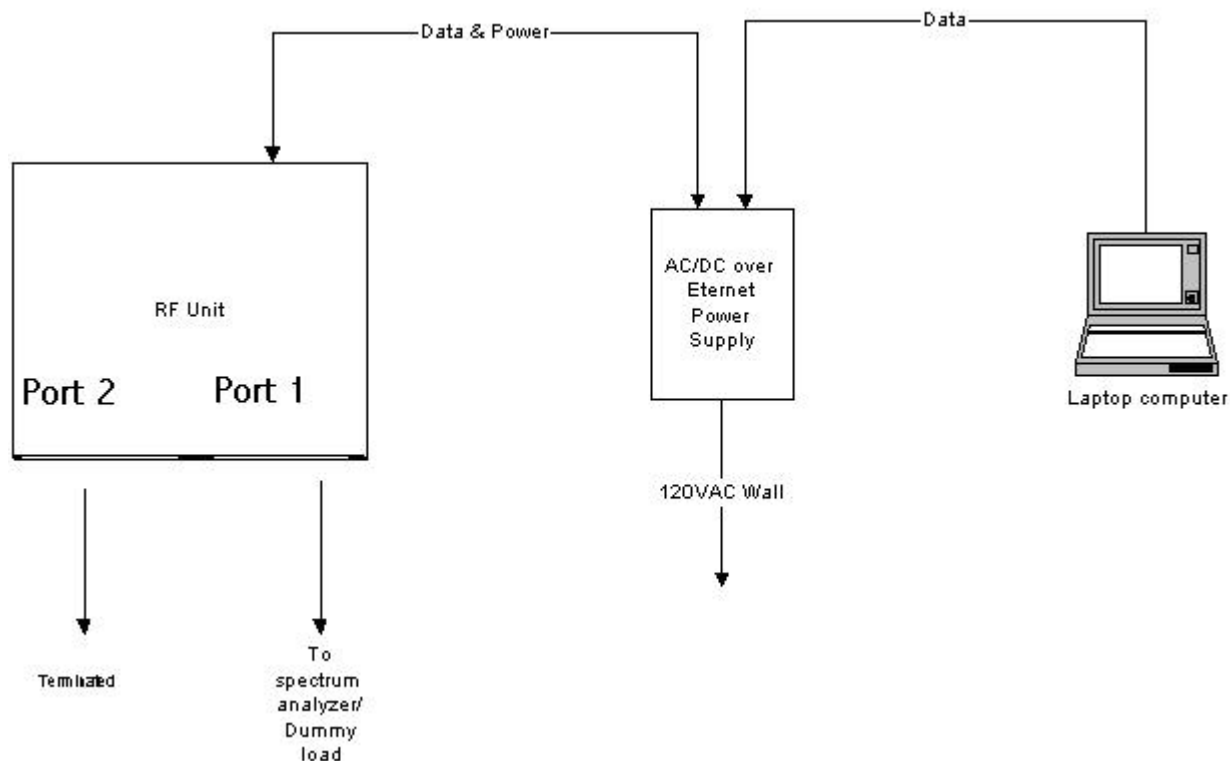 Data & Power
Data
RF Unit
Port 2
Port 1
AC/DC over
Eternet
Power
Supply
Laptop computer
120VAC Wall
Terminated
To
spectrum
analyzer/
Dummy
load